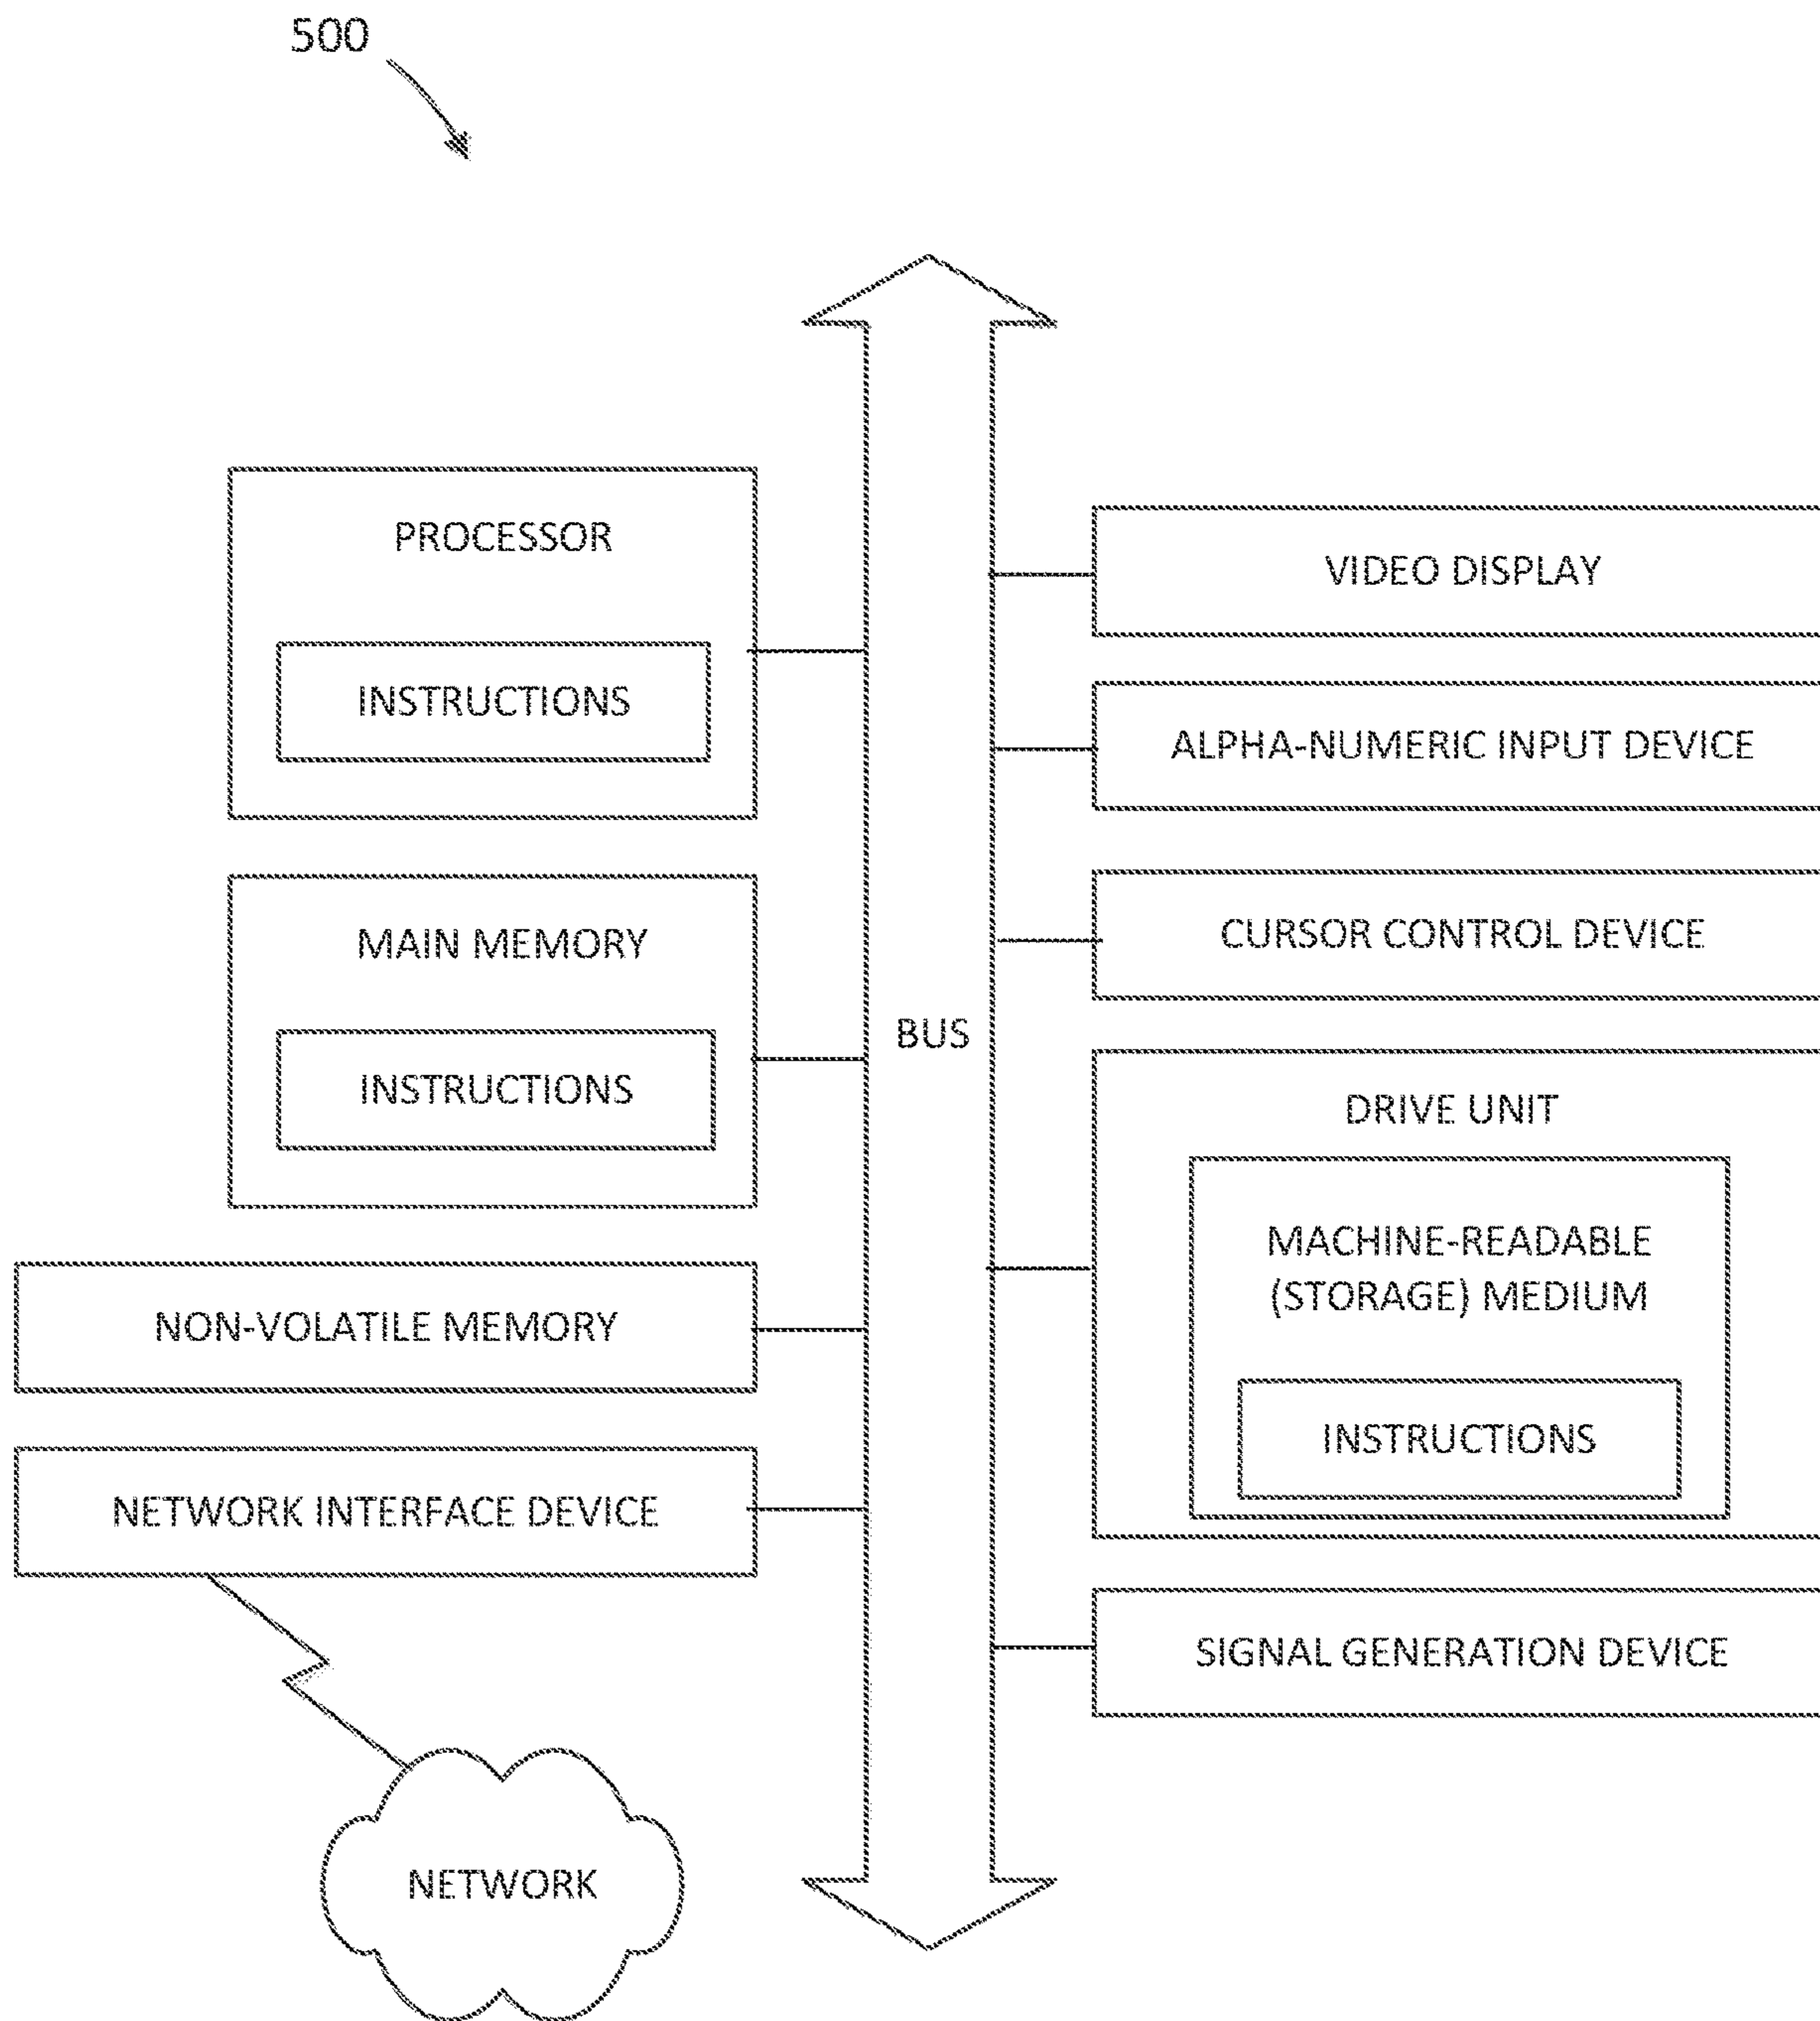 500
PROCESSOR
INSTRUCTIONS
MAIN MEMORY
INSTRUCTIONS
NON-VOLATILE MEMORY
NETWORK INTERFACE DEVICE
NETWORK
BUS
VIDEO DISPLAY
ALPHA-NUMERIC INPUT DEVICE
CURSOR CONTROL DEVICE
DRIVE UNIT
MACHINE-READABLE
(STORAGE) MEDIUM
INSTRUCTIONS
SIGNAL GENERATION DEVICE